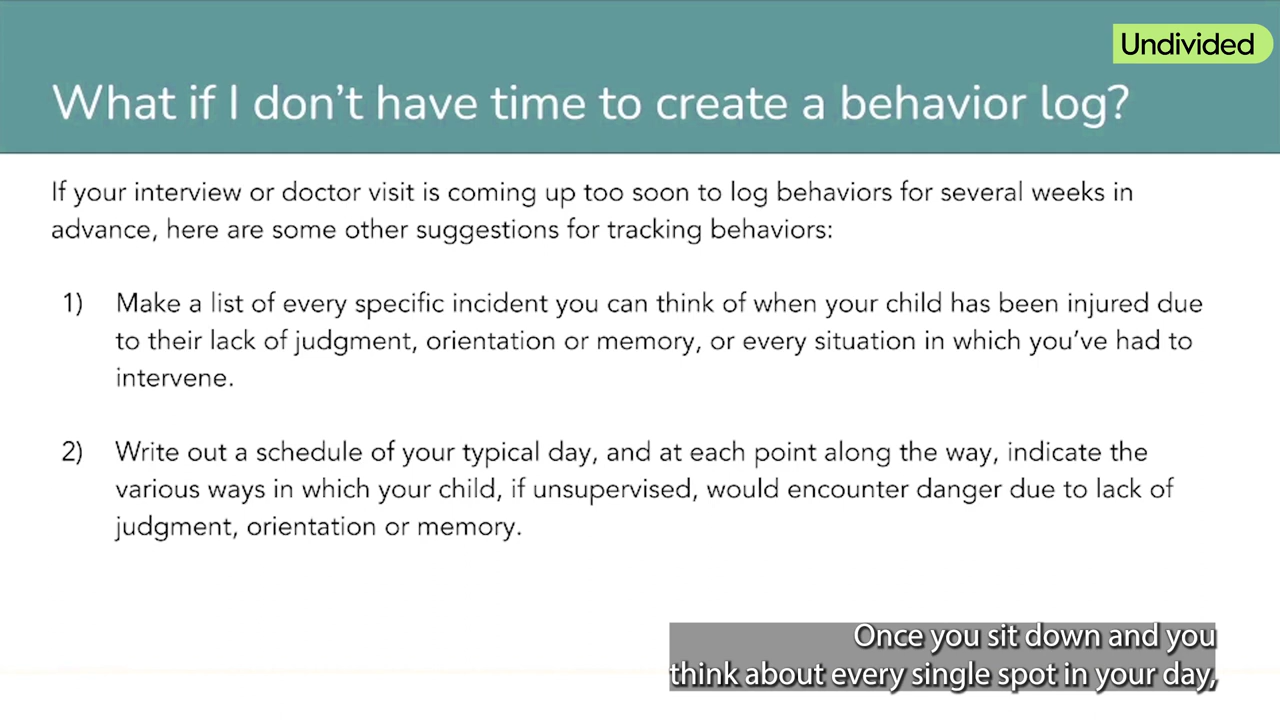 Undivided
What if I don't have time to create a behavior log?
If your interview or doctor visit is coming up too soon to log behaviors for several weeks in
advance, here are some other suggestions for tracking behaviors:
1) Make a list of every specific incident you can think of when your child has been injured due
to their lack of judgment, orientation or memory, or every situation in which you've had to
intervene.
2) Write out a schedule of your typical day, and at each point along the way, indicate the
various ways in which your child, if unsupervised, would encounter danger due to lack of
judgment, orientation or memory.
Once you sit down and you
think about every single spot in your day,